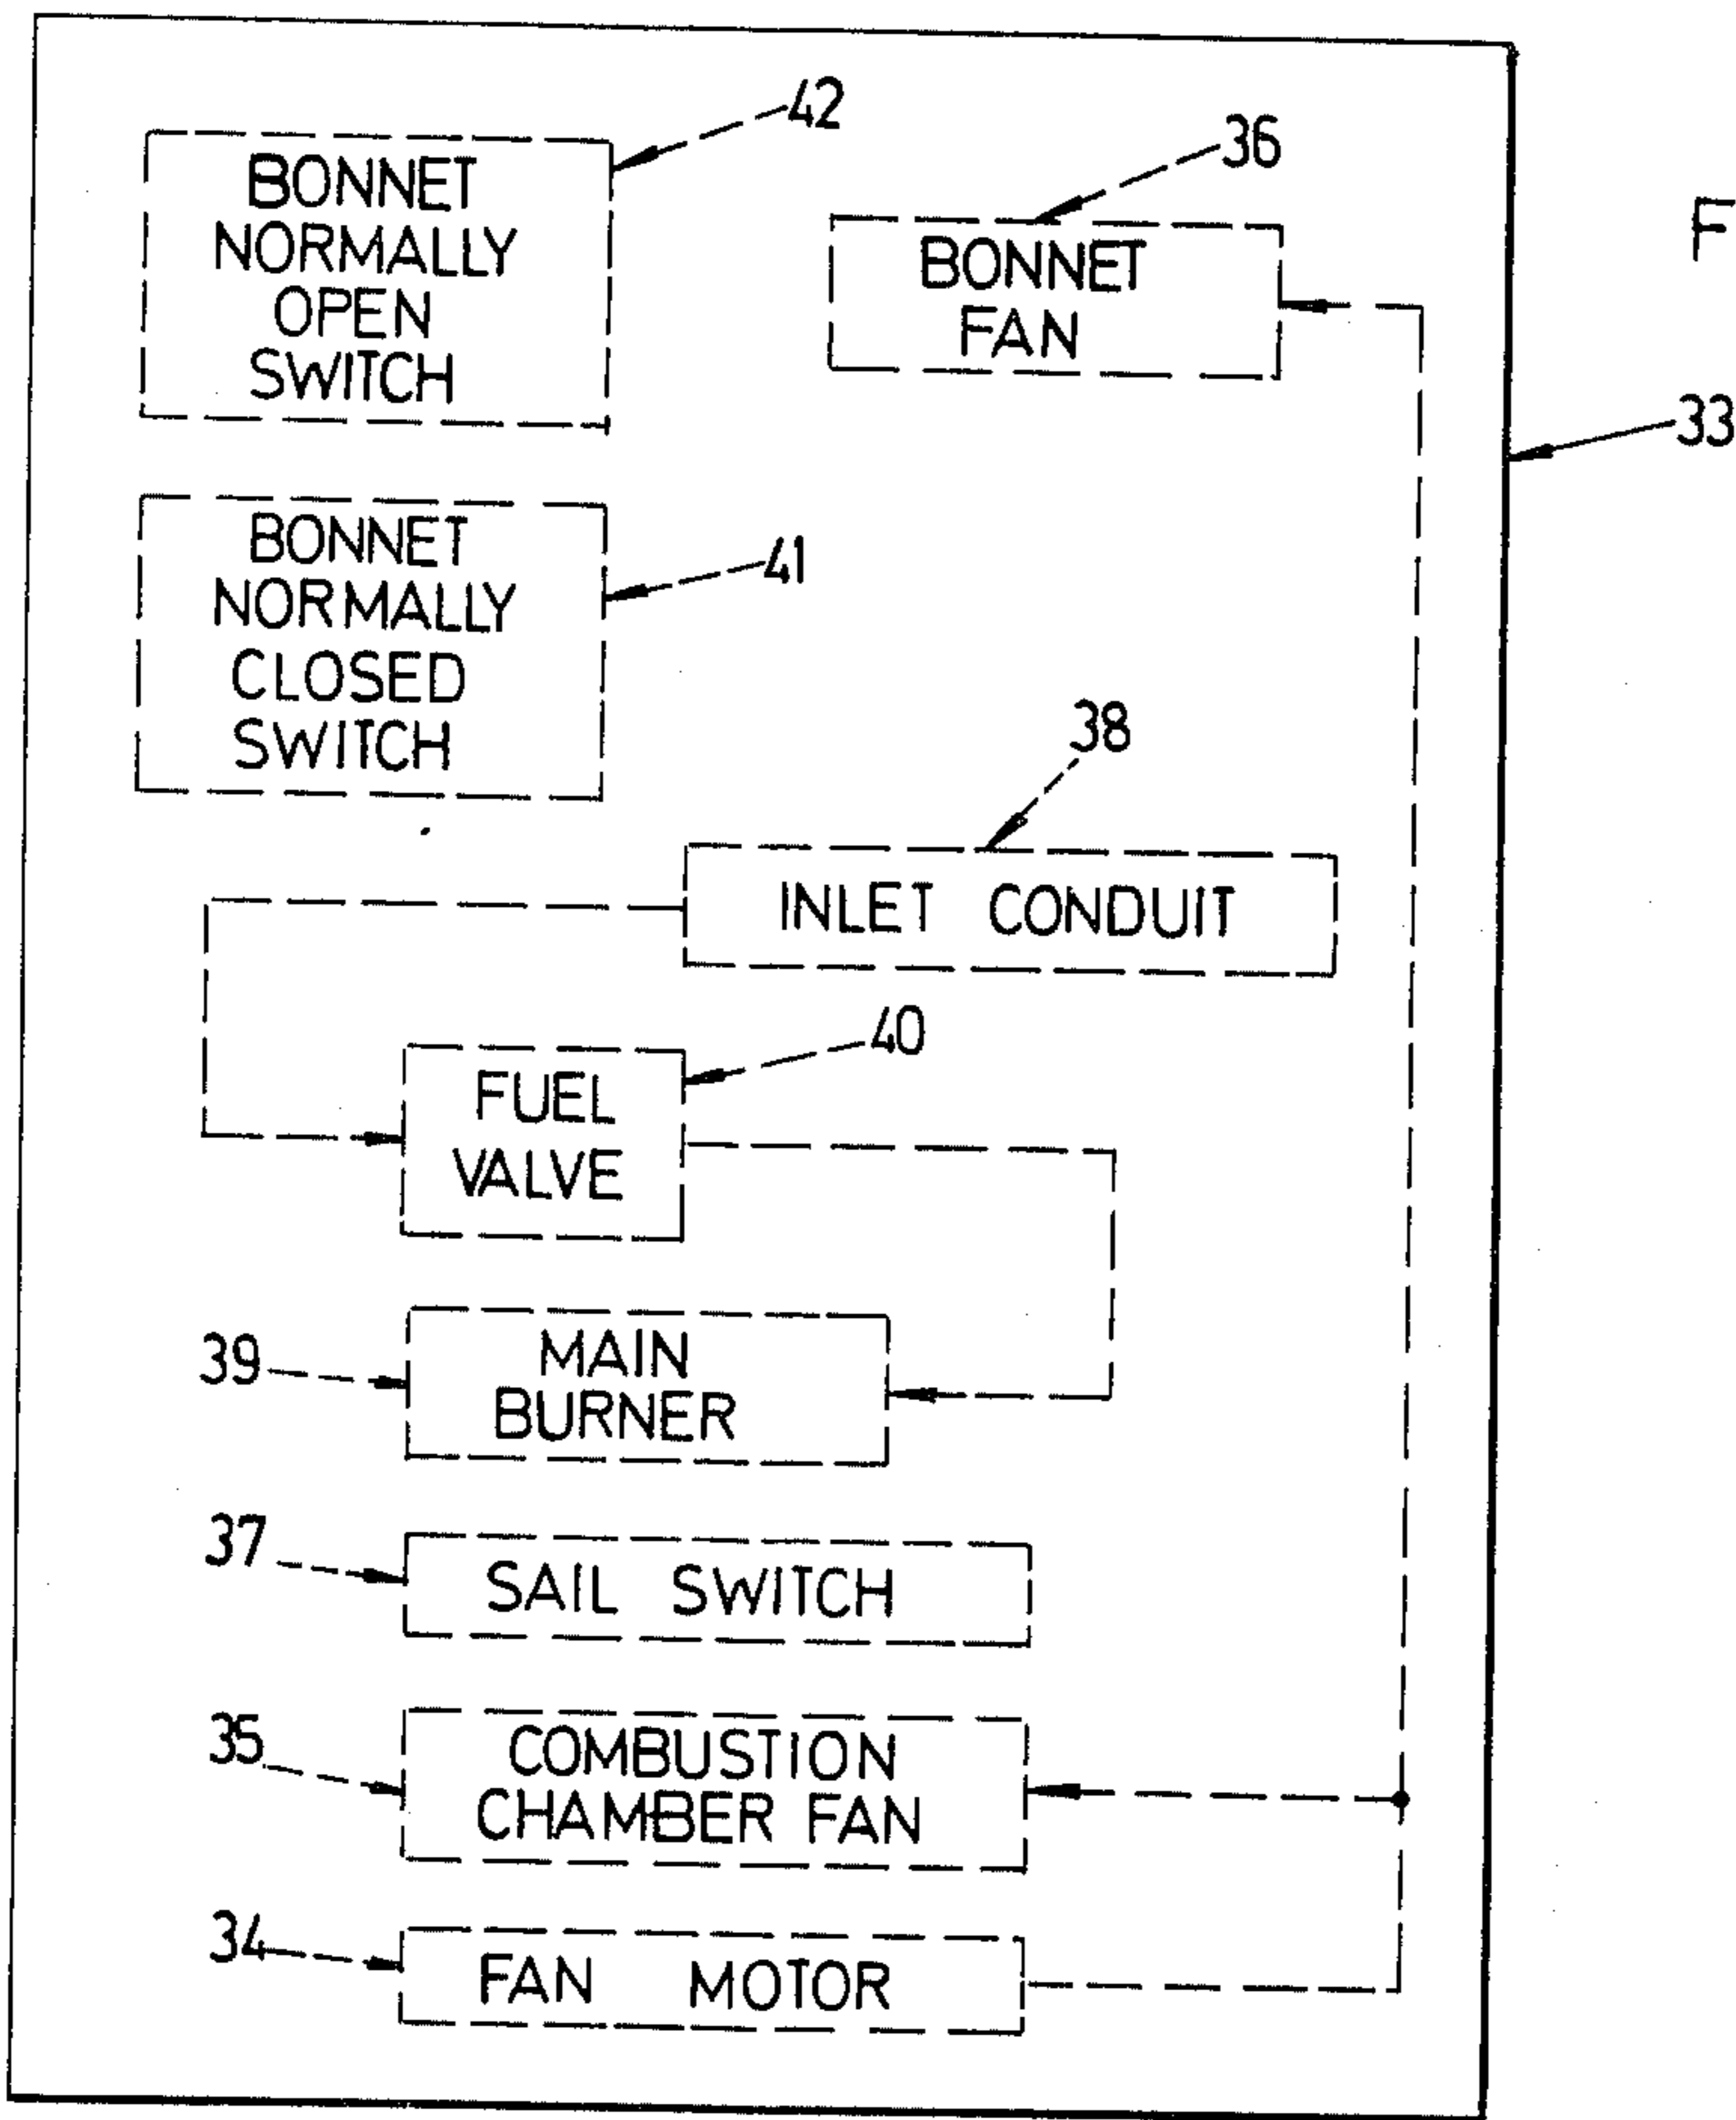 42
BONNET
NORMALLY
OPEN
SWITCH
36
BONNET
FAN
F
33
BONNET
NORMALLY
CLOSED
SWITCH
41
38
INLET CONDUIT
40
FUEL
VALVE
39
MAIN
BURNER
37
SAIL SWITCH
35
COMBUSTION
CHAMBER FAN
34
FAN MOTOR